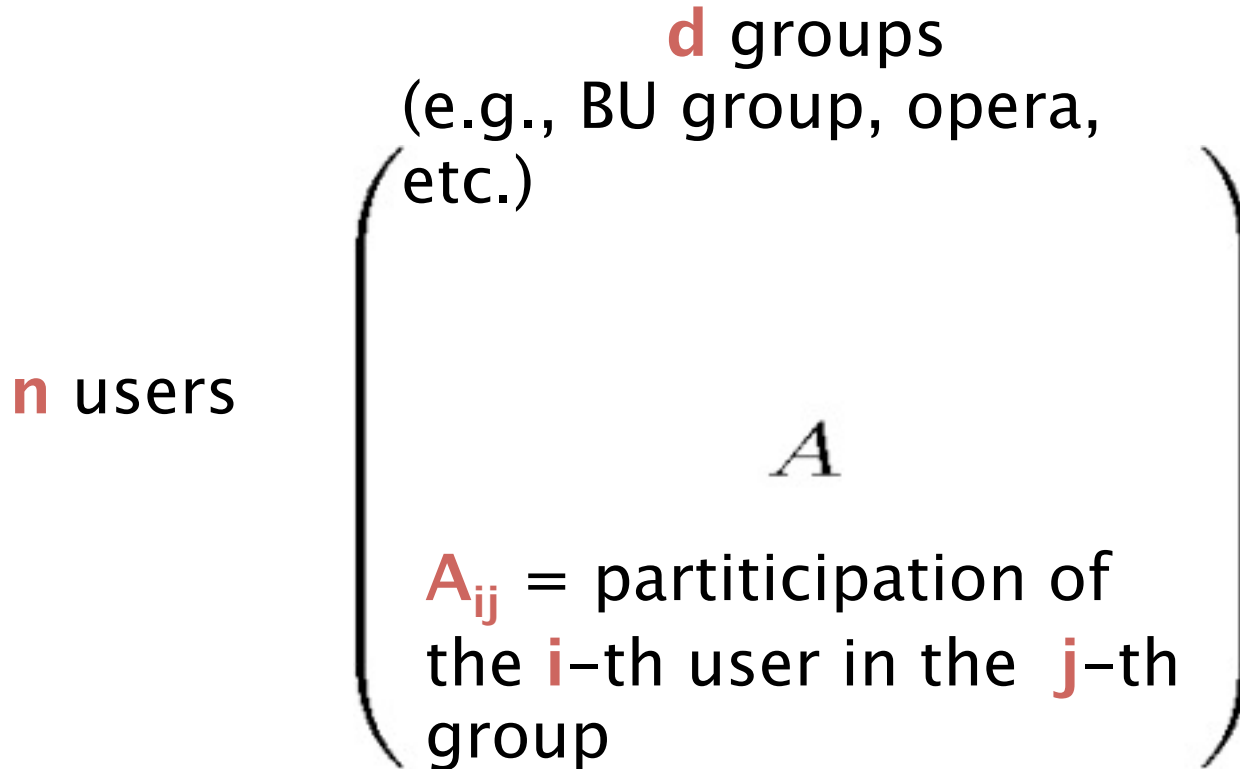 d groups
(e.g., BU group, opera,
etc.)
n users
A
Aij = partiticipation of
the i-th user in the j-th
group